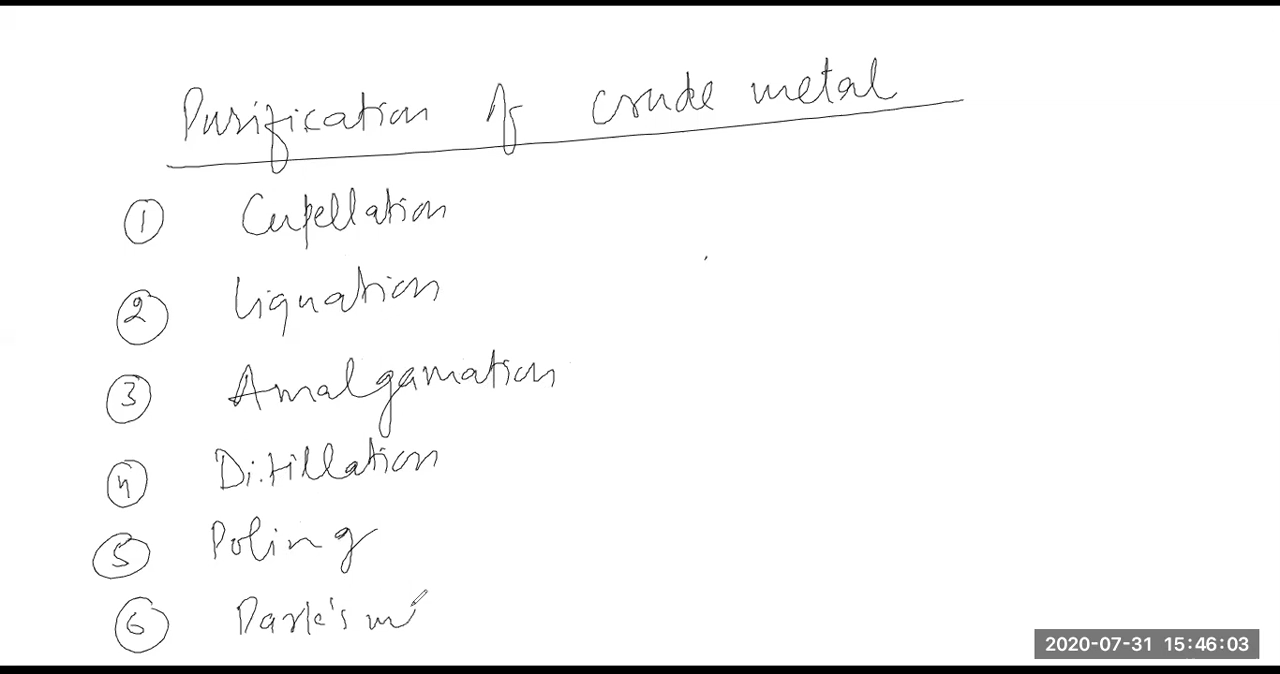 Purification of crude metal
① Cupellation
② Liquation
③ Amalgamation
④ Distillation
⑤ Poling
⑥ Park's m
2020-07-31 15:46:03